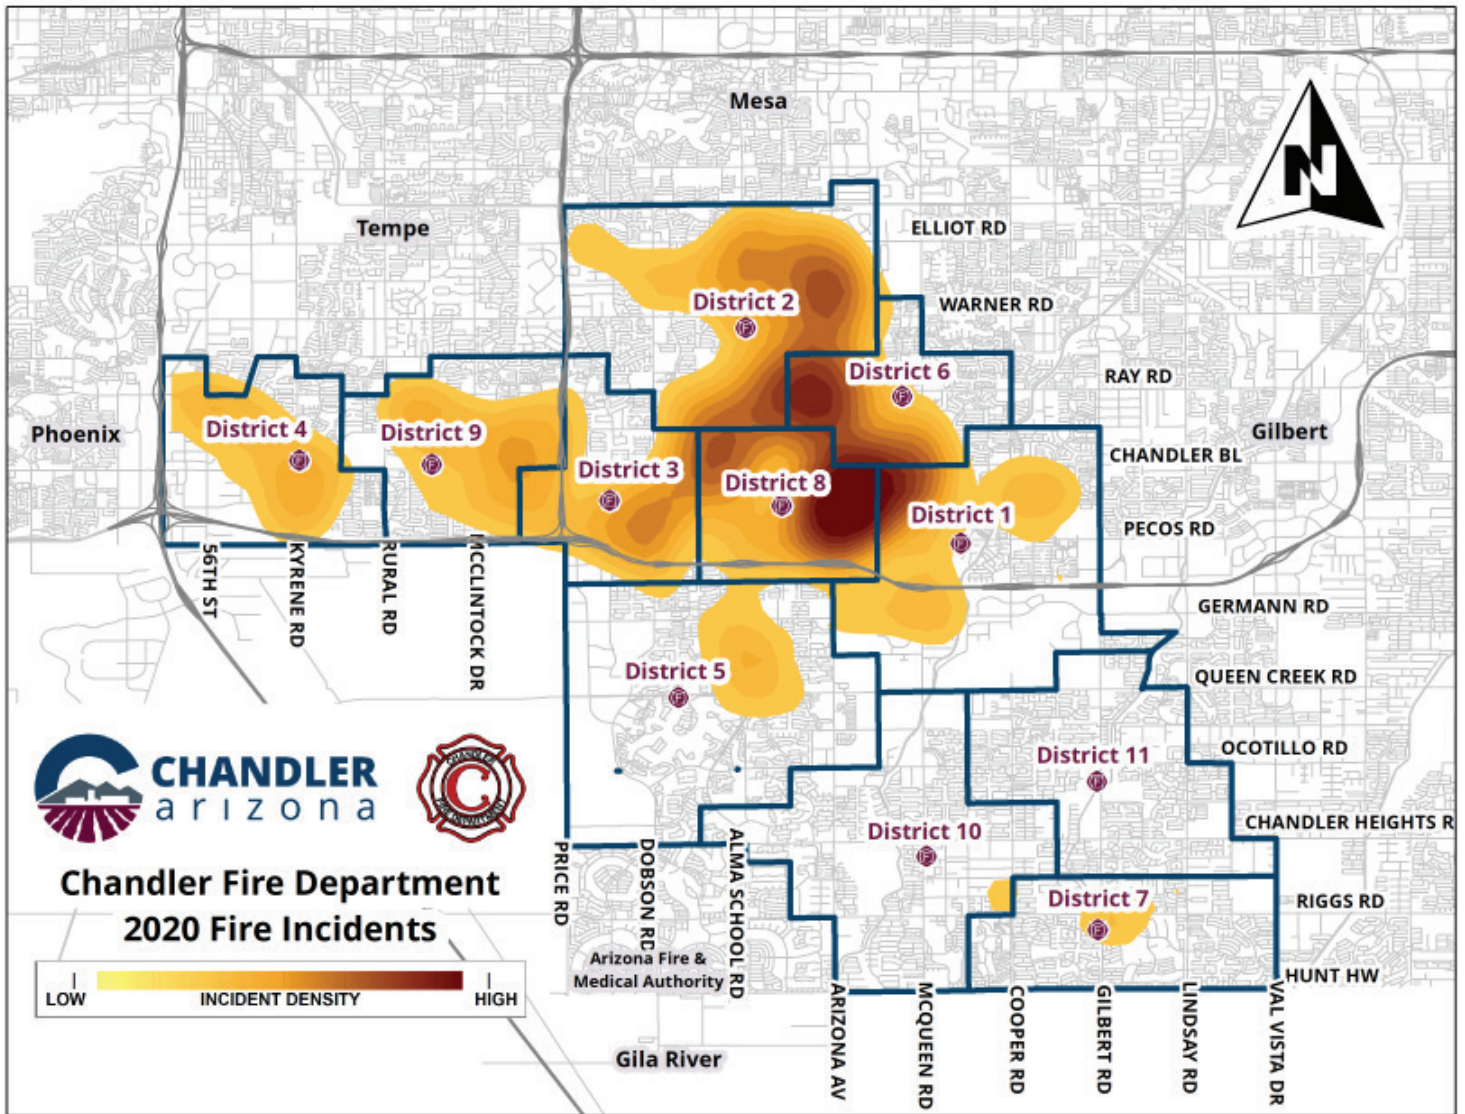 Mesa
N
Tempe
ELLIOT RD
District 2
WARNER RD
District 6
RAY RD
Phoenix
District 4
District 9
Gilbert
CHANDLER BL
District 3
District 8
District 1
PECOS RD
56TH ST
KYRENE RD
RURAL RD
MCCLINTOCK DR
GERMANN RD
District 5
QUEEN CREEK RD
OCOTILLO RD
District 11
CHANDLER
arizona
CHANDLER
C
FIRE DEPARTMENT
CHANDLER HEIGHTS R
District 10
Chandler Fire Department
2020 Fire Incidents
PRICE RD
DOBSON RD
ALMA SCHOOL RD
District 7
RIGGS RD
Arizona Fire &
Medical Authority
HUNT HW
LOW
INCIDENT DENSITY
HIGH
ARIZONA AV
MCQUEEN RD
COOPER RD
GILBERT RD
LINDSAY RD
VAL VISTA DR
Gila River